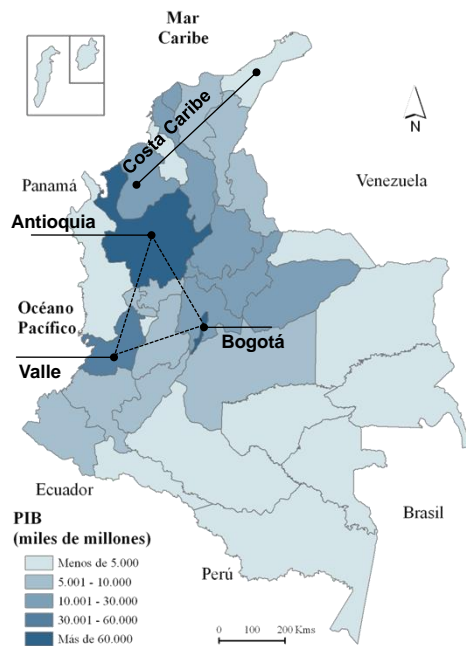 Mar
Caribe
Costa Caribe
N
Panamá
Venezuela
Antioquia
Océano
Pacífico
Bogotá
Valle
Ecuador
Brasil
PIB
(miles de millones)
Perú
Menos de 5.000
5.001 - 10.000
10.001 - 30.000
30.001 - 60.000
Más de 60.000
0 100 200 Kms